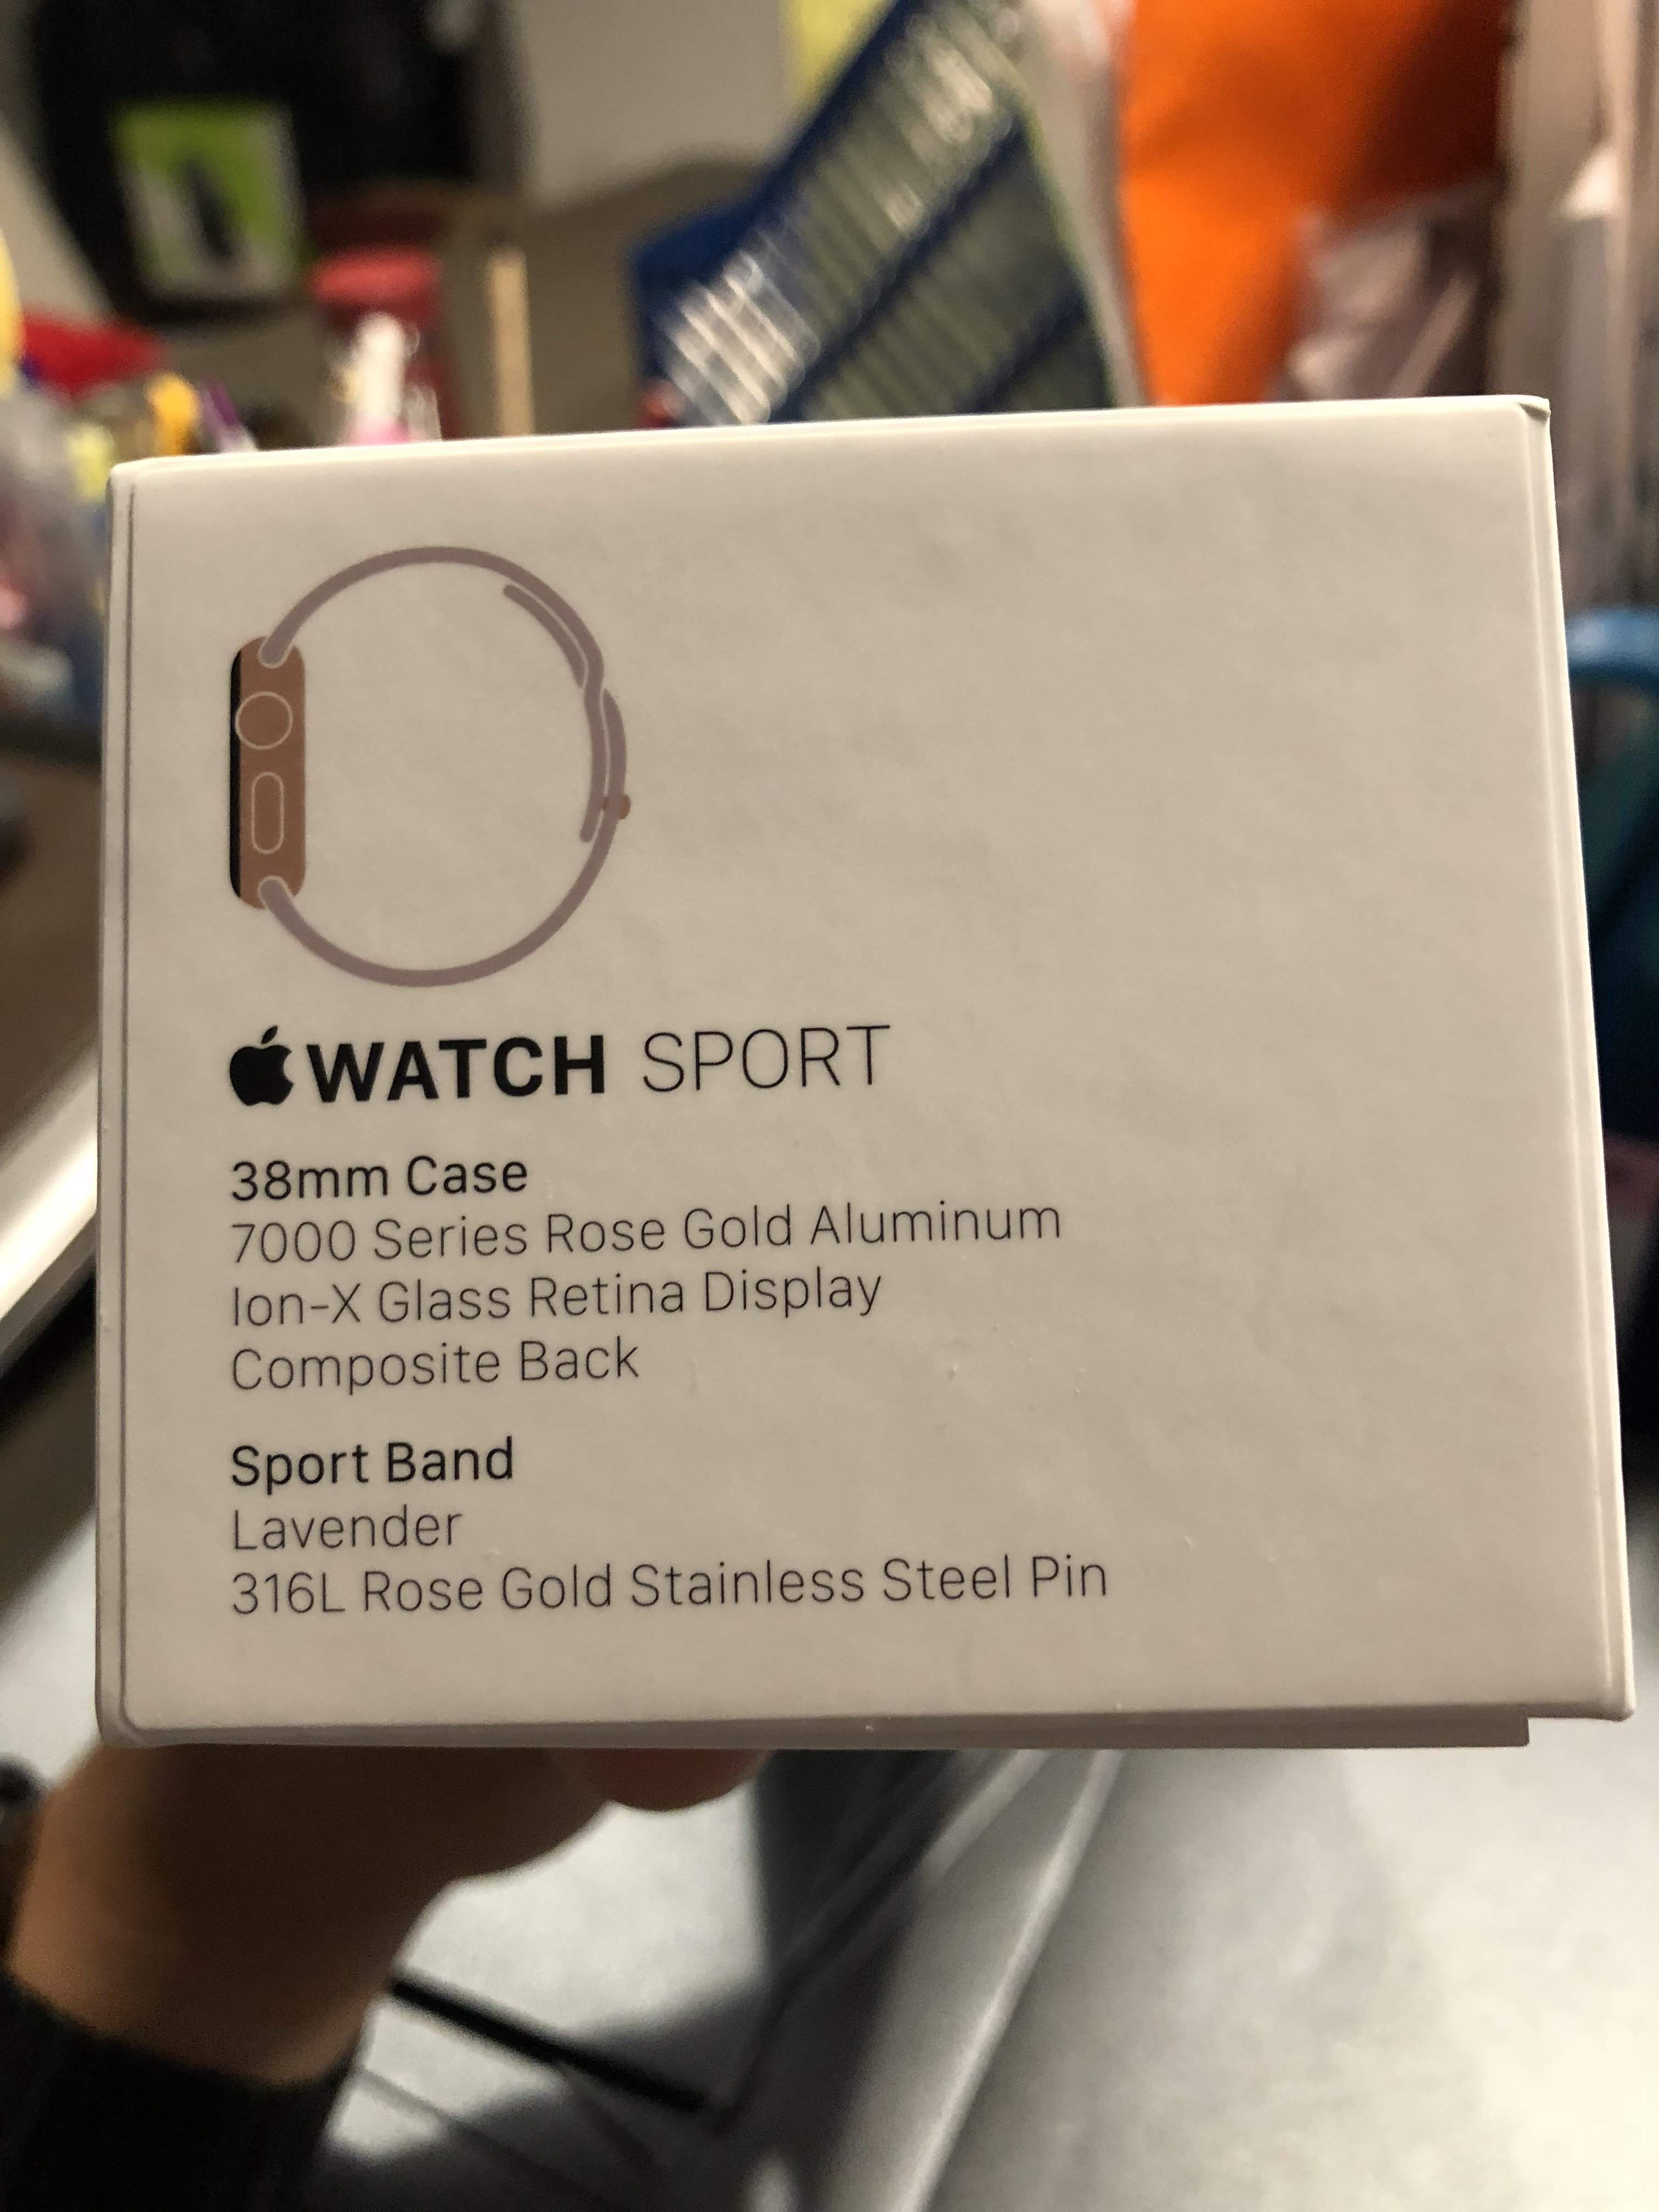 WATCH SPORT
38mm Case
7000 Series Rose Gold Aluminum
Ion-X Glass Retina Display
Composite Back
Sport Band
Lavender
316L Rose Gold Stainless Steel Pin